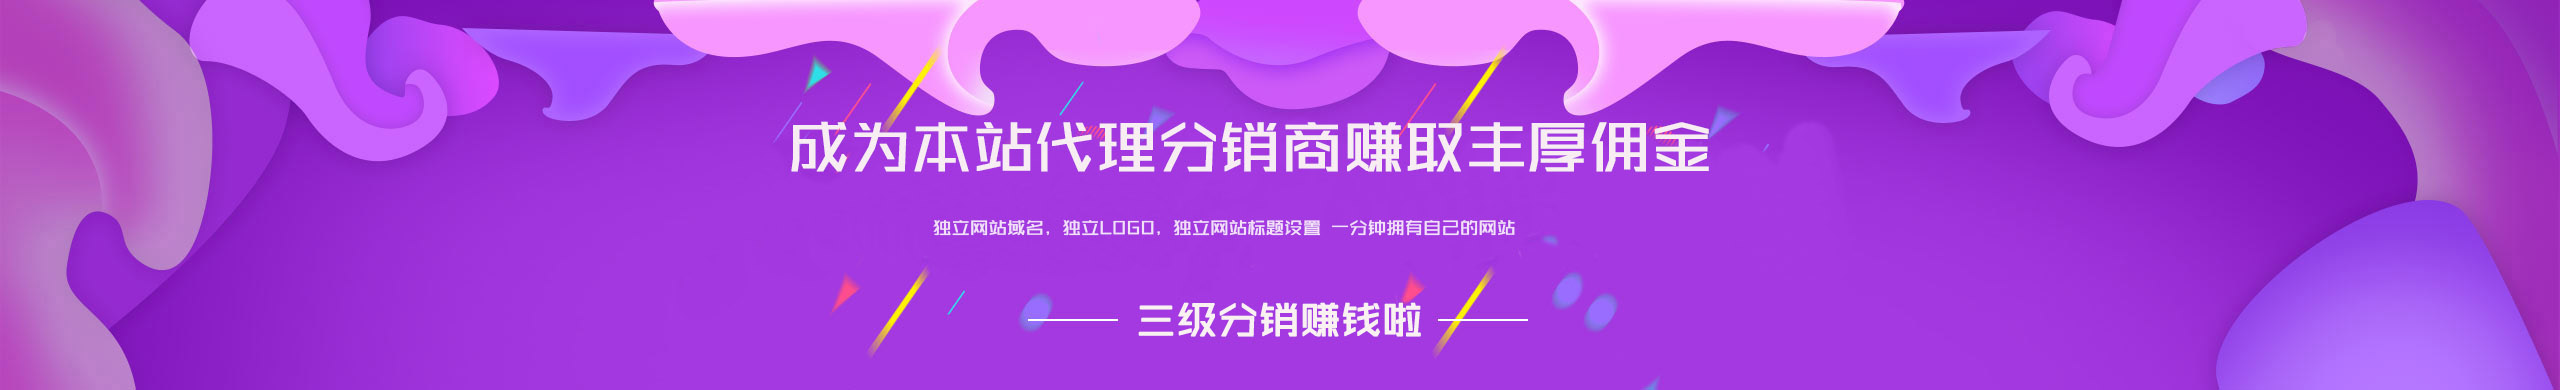 成为本站代理分销商赚取丰厚佣金
独立网站域名，独立LOGO，独立网站标题设置 一分钟拥有自己的网站
三级分销赚钱啦